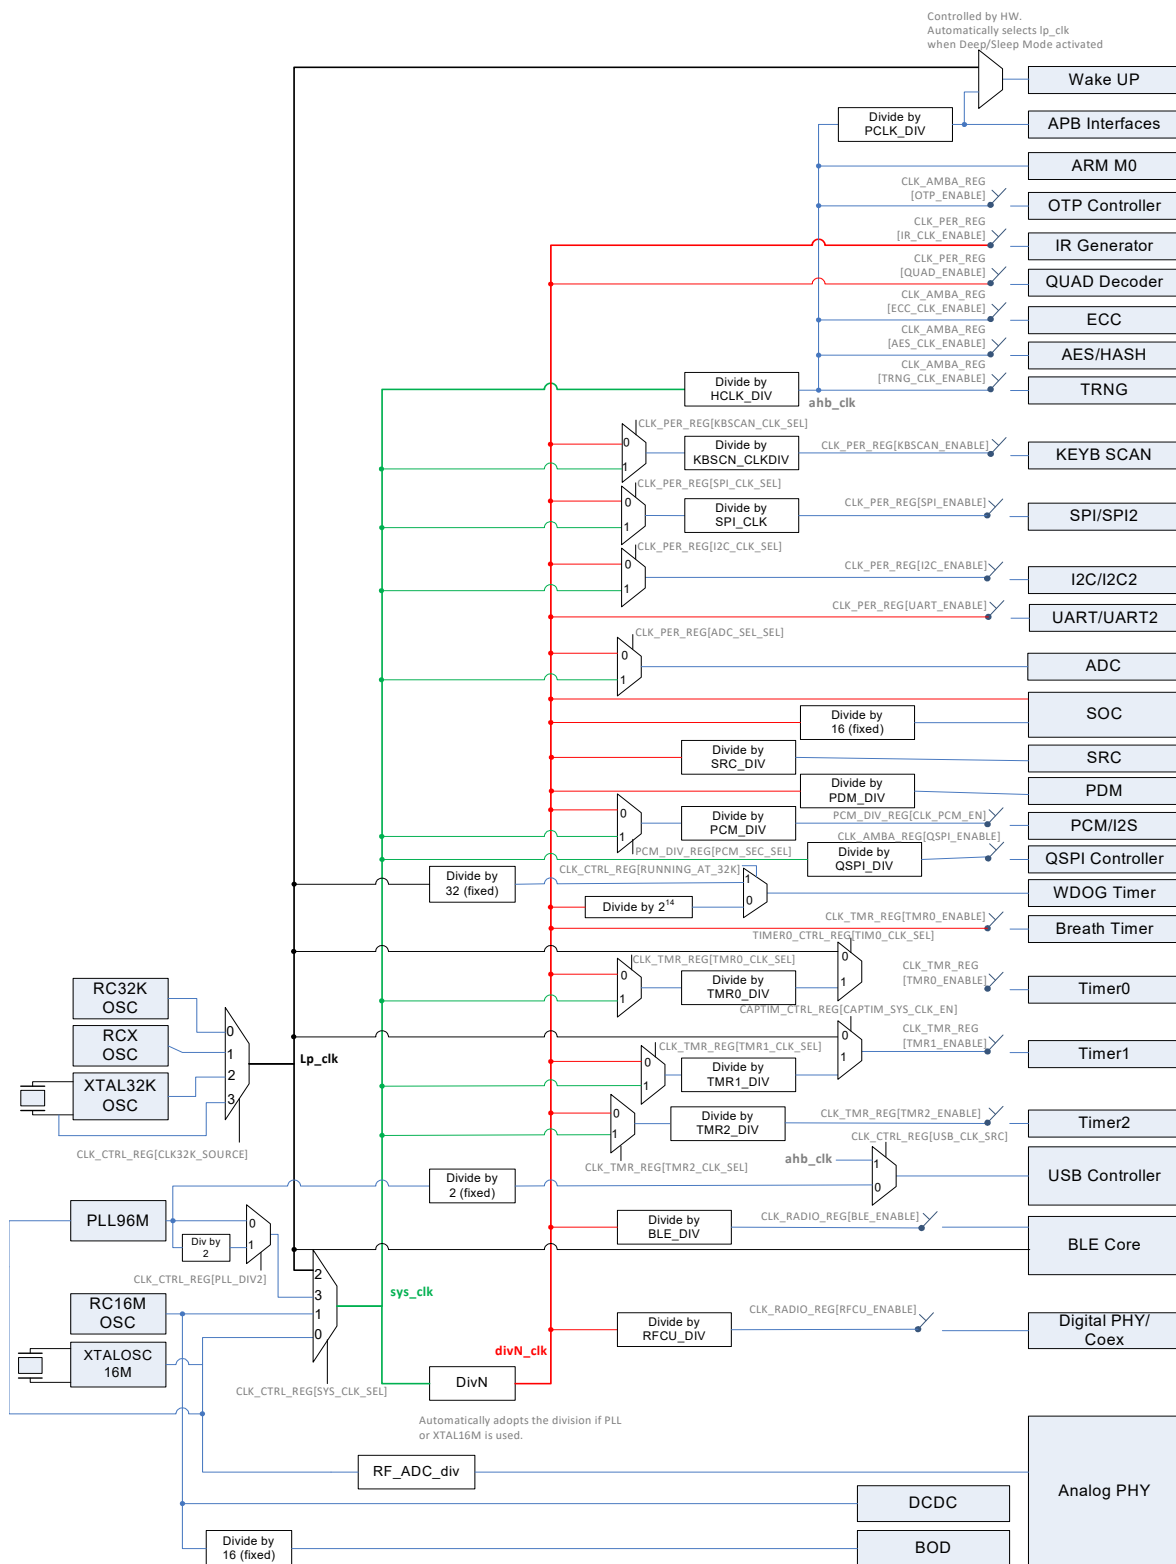 Controlled by HW.
Automatically selects lp_clk
when Deep/Sleep Mode activated
Wake UP
Divide by
PCLK_DIV
APB Interfaces
ARM M0
CLK_AMBA_REG
[OTP_ENABLE]
OTP Controller
CLK_PER_REG
[IR_CLK_ENABLE]
IR Generator
CLK_PER_REG
[QUAD_ENABLE]
QUAD Decoder
CLK_AMBA_REG
[ECC_CLK_ENABLE]
ECC
CLK_AMBA_REG
[AES_CLK_ENABLE]
AES/HASH
CLK_AMBA_REG
[TRNG_CLK_ENABLE]
TRNG
Divide by
HCLK_DIV
ahb_clk
CLK_PER_REG[KBSCAN_CLK_SEL]
0
1
Divide by
KBSCN_CLKDIV
CLK_PER_REG[KBSCAN_ENABLE]
KEYB SCAN
CLK_PER_REG[SPI_CLK_SEL]
0
1
Divide by
SPI_CLK
CLK_PER_REG[SPI_ENABLE]
SPI/SPI2
CLK_PER_REG[I2C_CLK_SEL]
0
1
CLK_PER_REG[I2C_ENABLE]
I2C/I2C2
CLK_PER_REG[UART_ENABLE]
UART/UART2
CLK_PER_REG[ADC_SEL_SEL]
0
1
ADC
SOC
Divide by
16 (fixed)
Divide by
SRC_DIV
SRC
Divide by
PDM_DIV
PDM
0
1
Divide by
PCM_DIV
PCM_DIV_REG[CLK_PCM_EN]
PCM/I2S
PCM_DIV_REG[PCM_SEC_SEL]
CLK_AMBA_REG[QSPI_ENABLE]
Divide by
QSPI_DIV
QSPI Controller
CLK_CTRL_REG[RUNNING_AT_32K]
Divide by
32 (fixed)
1
0
WDOG Timer
Divide by 2¹⁴
CLK_TMR_REG[TMR0_ENABLE]
Breath Timer
TIMER0_CTRL_REG[TIM0_CLK_SEL]
0
1
CLK_TMR_REG[TMR0_CLK_SEL]
0
1
Divide by
TMR0_DIV
CLK_TMR_REG
[TMR0_ENABLE]
Timer0
CAPTIM_CTRL_REG[CAPTIM_SYS_CLK_EN]
0
1
CLK_TMR_REG
[TMR1_ENABLE]
Timer1
CLK_TMR_REG[TMR1_CLK_SEL]
0
1
Divide by
TMR1_DIV
RC32K
OSC
RCX
OSC
XTAL32K
OSC
0
1
2
3
Lp_clk
CLK_CTRL_REG[CLK32K_SOURCE]
0
1
Divide by
TMR2_DIV
CLK_TMR_REG[TMR2_ENABLE]
Timer2
CLK_TMR_REG[TMR2_CLK_SEL]
CLK_CTRL_REG[USB_CLK_SRC]
ahb_clk
1
0
USB Controller
Divide by
2 (fixed)
PLL96M
0
1
Div by
2
CLK_CTRL_REG[PLL_DIV2]
Divide by
BLE_DIV
CLK_RADIO_REG[BLE_ENABLE]
BLE Core
2
3
1
0
sys_clk
RC16M
OSC
XTALOSC
16M
CLK_CTRL_REG[SYS_CLK_SEL]
Divide by
RFCU_DIV
CLK_RADIO_REG[RFCU_ENABLE]
Digital PHY/
Coex
divN_clk
DivN
Automatically adopts the division if PLL
or XTAL16M is used.
RF_ADC_div
Analog PHY
DCDC
Divide by
16 (fixed)
BOD